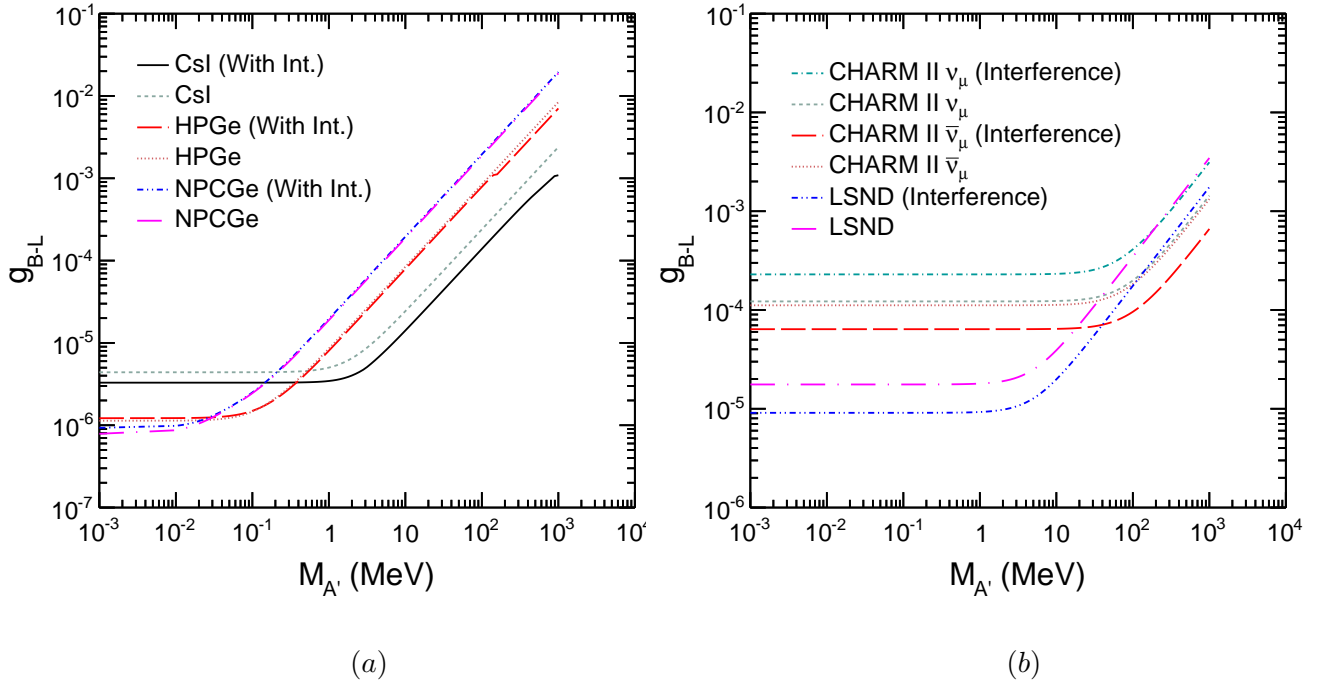 g_{B-L}
10^{-1}
10^{-2}
10^{-3}
10^{-4}
10^{-5}
10^{-6}
10^{-7}
CsI (With Int.)
CsI
HPGe (With Int.)
HPGe
NPCGe (With Int.)
NPCGe
10^{-3} 10^{-2} 10^{-1} 1 10 10^{2} 10^{3} 10^{4}
M_{A'} (MeV)
(a)
g_{B-L}
10^{-1}
10^{-2}
10^{-3}
10^{-4}
10^{-5}
10^{-6}
CHARM II ν_μ (Interference)
CHARM II ν_μ
CHARM II ν̅_μ (Interference)
CHARM II ν̅_μ
LSND (Interference)
LSND
10^{-3} 10^{-2} 10^{-1} 1 10 10^{2} 10^{3} 10^{4}
M_{A'} (MeV)
(b)